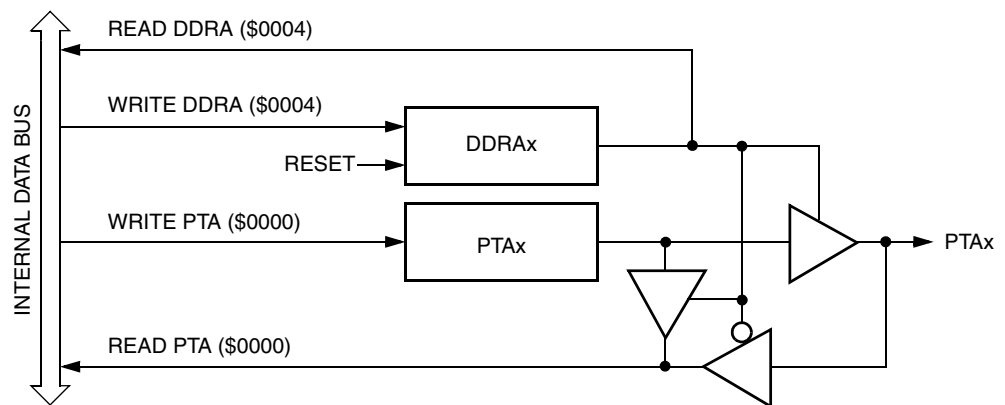 READ DDRA ($0004)
WRITE DDRA ($0004)
DDRAx
RESET
WRITE PTA ($0000)
PTAx
PTAx
READ PTA ($0000)
INTERNAL DATA BUS